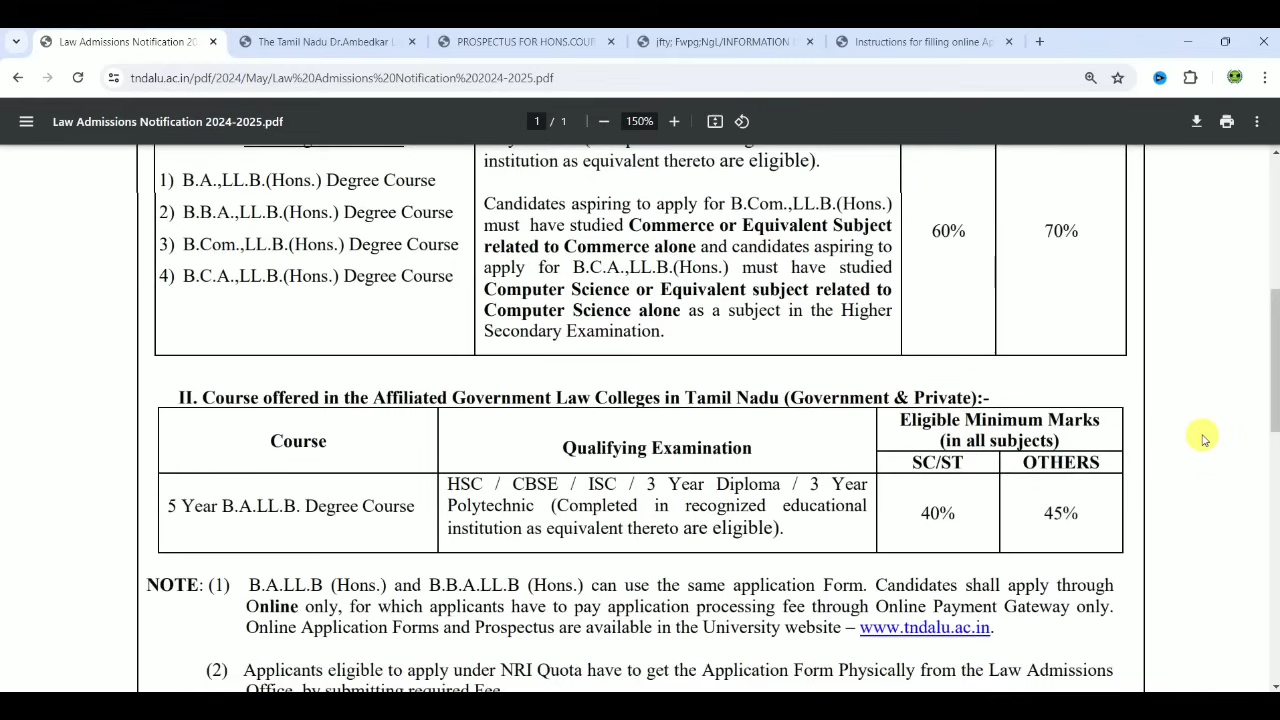 Law Admissions Notification 20
The Tamil Nadu Dr.Ambedkar L
PROSPECTUS FOR HONS.COUR
jfty; Fwpg;NgL/INFORMATION
Instructions for filling online Ap
tndalu.ac.in/pdf/2024/May/Law%20Admissions%20Notification%202024-2025.pdf
Law Admissions Notification 2024-2025.pdf
1 / 1
150%
institution as equivalent thereto are eligible).
1) B.A.,LL.B.(Hons.) Degree Course
2) B.B.A.,LL.B.(Hons.) Degree Course
3) B.Com.,LL.B.(Hons.) Degree Course
4) B.C.A.,LL.B.(Hons.) Degree Course
Candidates aspiring to apply for B.Com.,LL.B.(Hons.)
must have studied Commerce or Equivalent Subject
related to Commerce alone and candidates aspiring to
apply for B.C.A.,LL.B.(Hons.) must have studied
Computer Science or Equivalent subject related to
Computer Science alone as a subject in the Higher
Secondary Examination.
60%
70%
II. Course offered in the Affiliated Government Law Colleges in Tamil Nadu (Government & Private):-
Course
Qualifying Examination
Eligible Minimum Marks
(in all subjects)
SC/ST
OTHERS
5 Year B.A.LL.B. Degree Course
HSC / CBSE / ISC / 3 Year Diploma / 3 Year
Polytechnic (Completed in recognized educational
institution as equivalent thereto are eligible).
40%
45%
NOTE: (1) B.A.LL.B (Hons.) and B.B.A.LL.B (Hons.) can use the same application Form. Candidates shall apply through
Online only, for which applicants have to pay application processing fee through Online Payment Gateway only.
Online Application Forms and Prospectus are available in the University website – www.tndalu.ac.in.
(2) Applicants eligible to apply under NRI Quota have to get the Application Form Physically from the Law Admissions
Office, by submitting required Fee